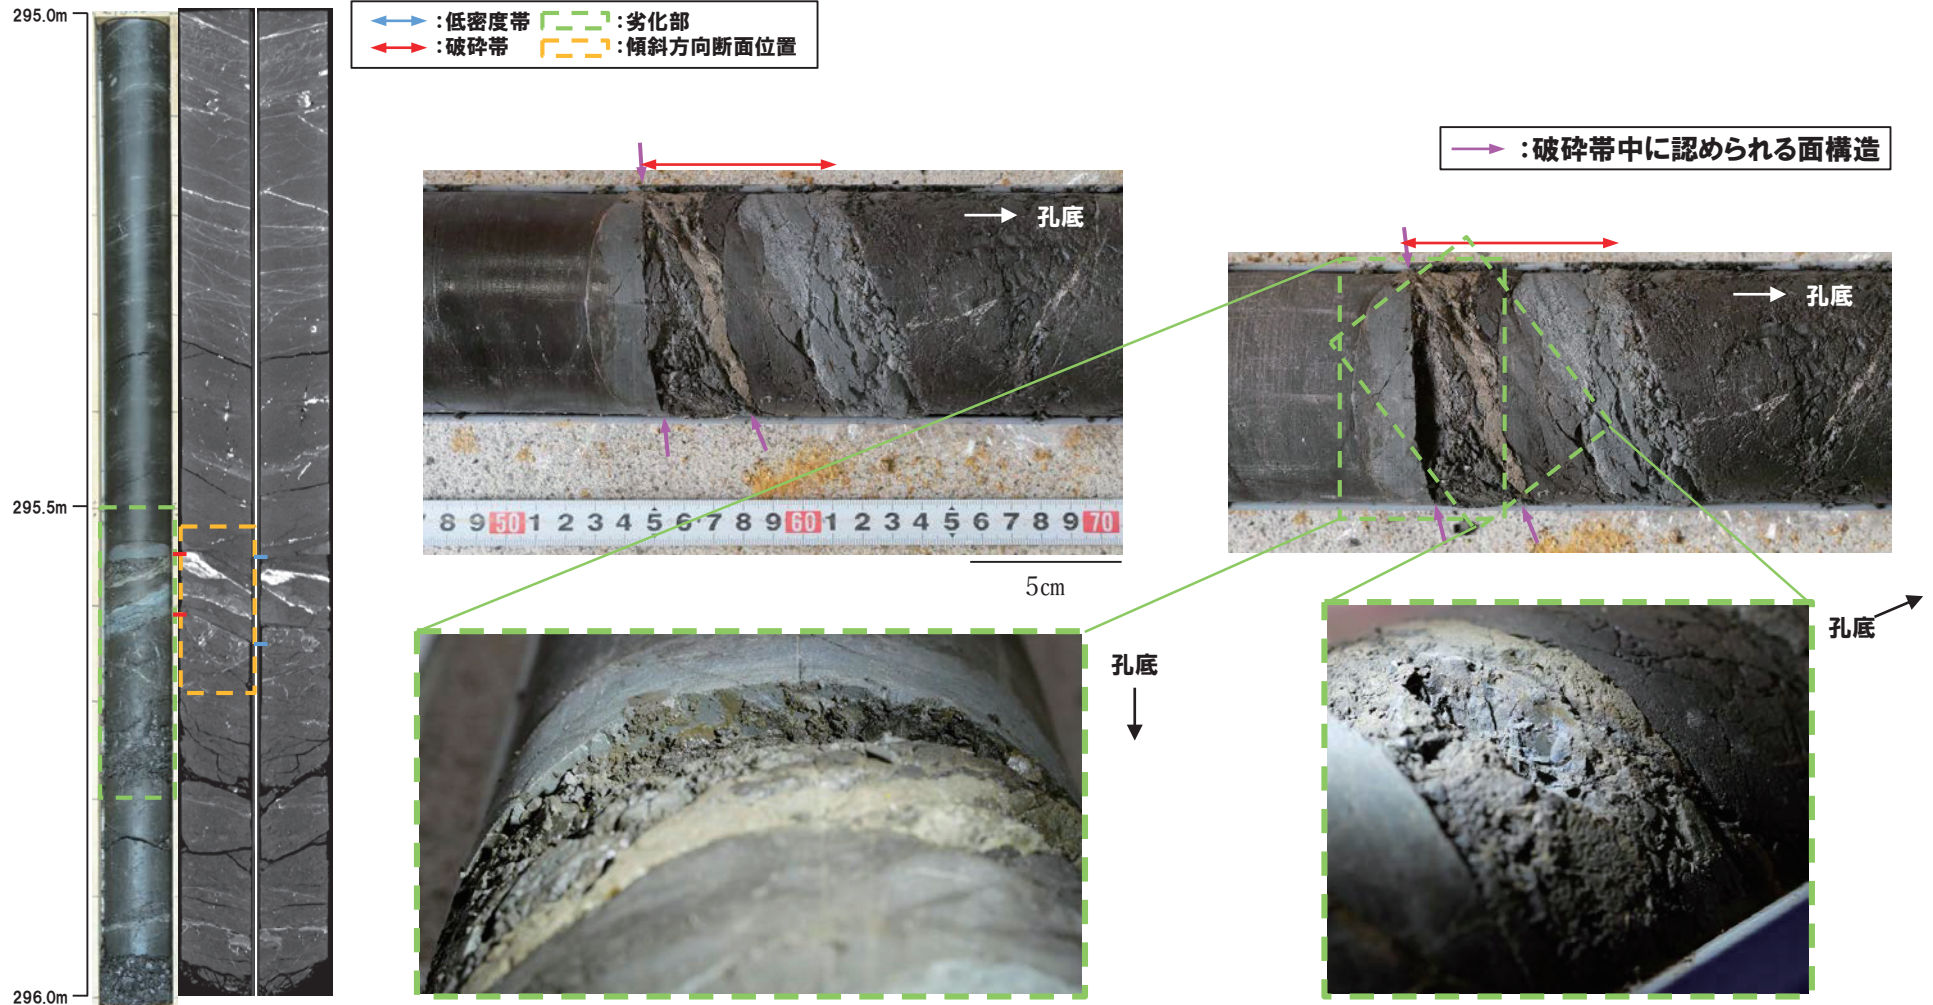 295.0m
295.5m
296.0m
:低密度帯
:劣化部
:破砕帯
:傾斜方向断面位置
:破砕帯中に認められる面構造
孔底
8 9 50 1 2 3 4 5 6 7 8 9 60 1 2 3 4 5 6 7 8 9 70
5cm
孔底
孔底
孔底